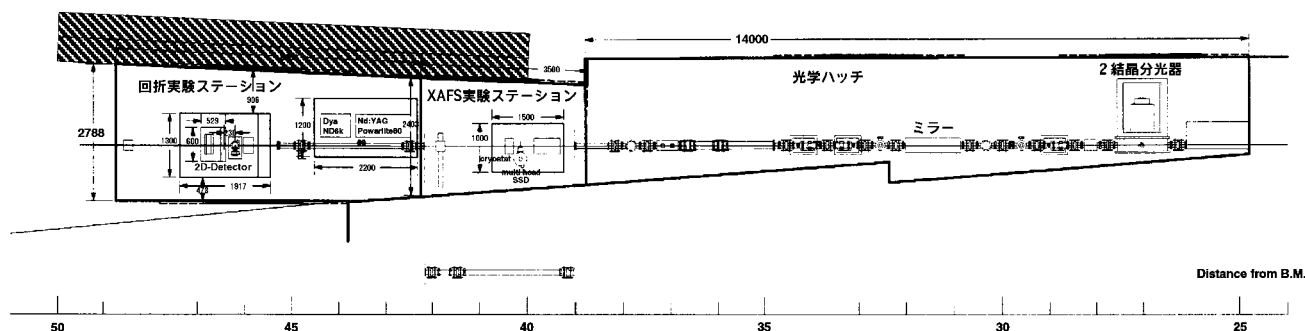 14000
3500
光学ハッチ
2結晶分光器
回折実験ステーション
XAFS実験ステーション
906
529
1500
2788
1300
600
1200
Dya
ND6k
Nd:YAG
Powerlite80
2403
1000
ミラー
2D-Detector
cryostat
multi head
SSD
2200
1917
478
Distance from B.M.
50
45
40
35
30
25